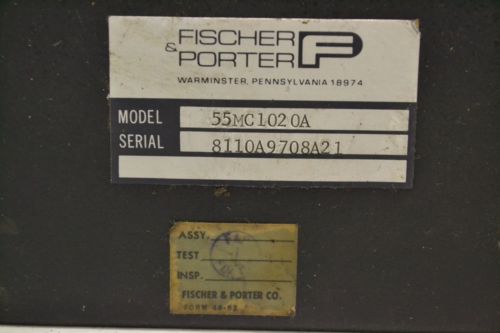 FISCHER
& PORTER
WARMINSTER, PENNSYLVANIA 18974
MODEL 55MC1020A
SERIAL 8110A9708A21
ASSY.
TEST
INSP.
FISCHER & PORTER CO.